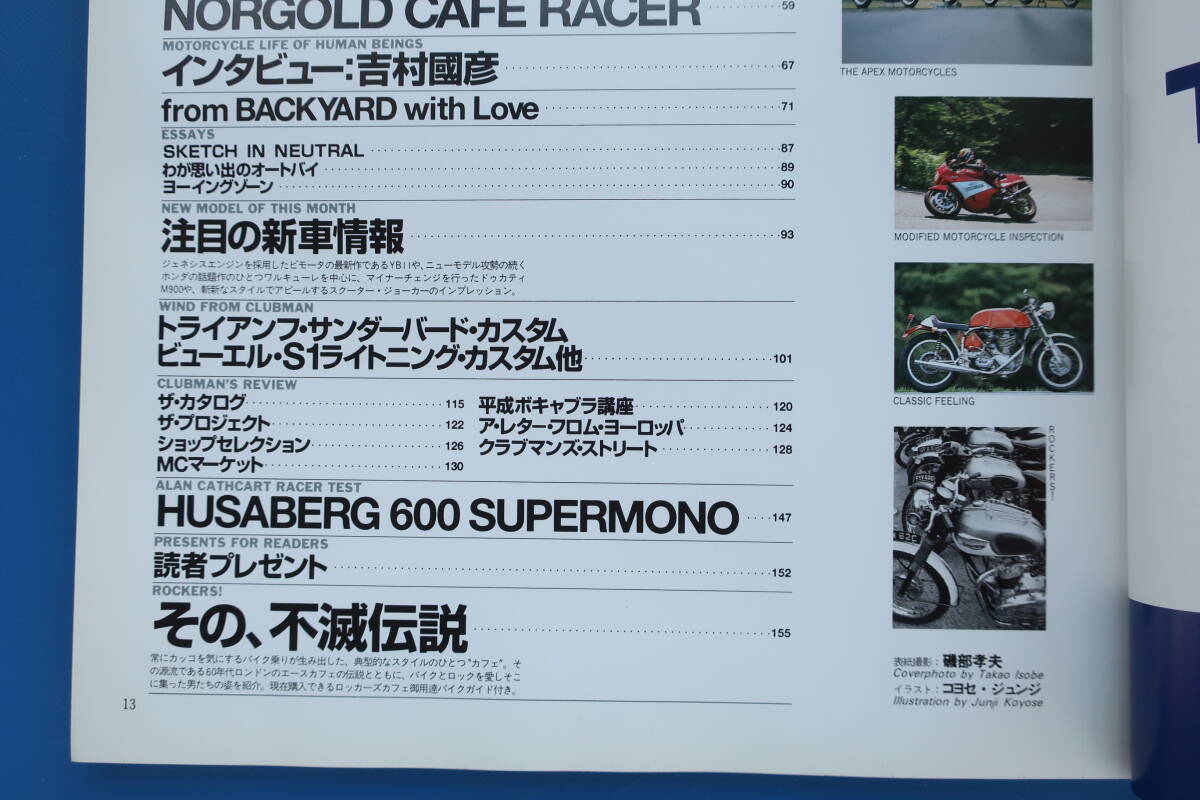 NORGOLD CAFE RACER 59
MOTORCYCLE LIFE OF HUMAN BEINGS
インタビュー:吉村國彦 67
from BACKYARD with Love 71
ESSAYS
SKETCH IN NEUTRAL 87
わが思い出のオートバイ 89
ヨーイングゾーン 90
NEW MODEL OF THIS MONTH
注目の新車情報 93
ジェネシスエンジンを採用したビモータの最新作であるYB11や、ニューモデル攻勢の続く
ホンダの話題作のひとつワルキューレを中心に、マイナーチェンジを行ったドゥカティ
M900や、斬新なスタイルでアピールするスクーター・ジョーカーのインプレッション。
WIND FROM CLUBMAN
トライアンフ・サンダーバード・カスタム
ビューエル・S1ライトニング・カスタム他 101
CLUBMAN'S REVIEW
ザ・カタログ 115
ザ・プロジェクト 122
ショップセレクション 126
MCマーケット 130
平成ボキャブラ講座 120
ア・レター・フロム・ヨーロッパ 124
クラブマンズ・ストリート 128
ALAN CATHCART RACER TEST
HUSABERG 600 SUPERMONO 147
PRESENTS FOR READERS
読者プレゼント 152
ROCKERS!
その、不滅伝説 155
常にカッコを気にするバイク乗りが生み出した、典型的なスタイルのひとつ"カフェ"。そ
の源流である60年代ロンドンのエースカフェの伝説とともに、バイクとロックを愛しそこ
に集った男たちの姿を紹介。現在購入できるロッカーズカフェ御用達バイクガイド付き。
13
THE APEX MOTORCYCLES
MODIFIED MOTORCYCLE INSPECTION
CLASSIC FEELING
ROCKERS!
表紙撮影:磯部孝夫
Coverphoto by Takao Isobe
イラスト:コヨセ・ジュンジ
Illustration by Junji Koyose